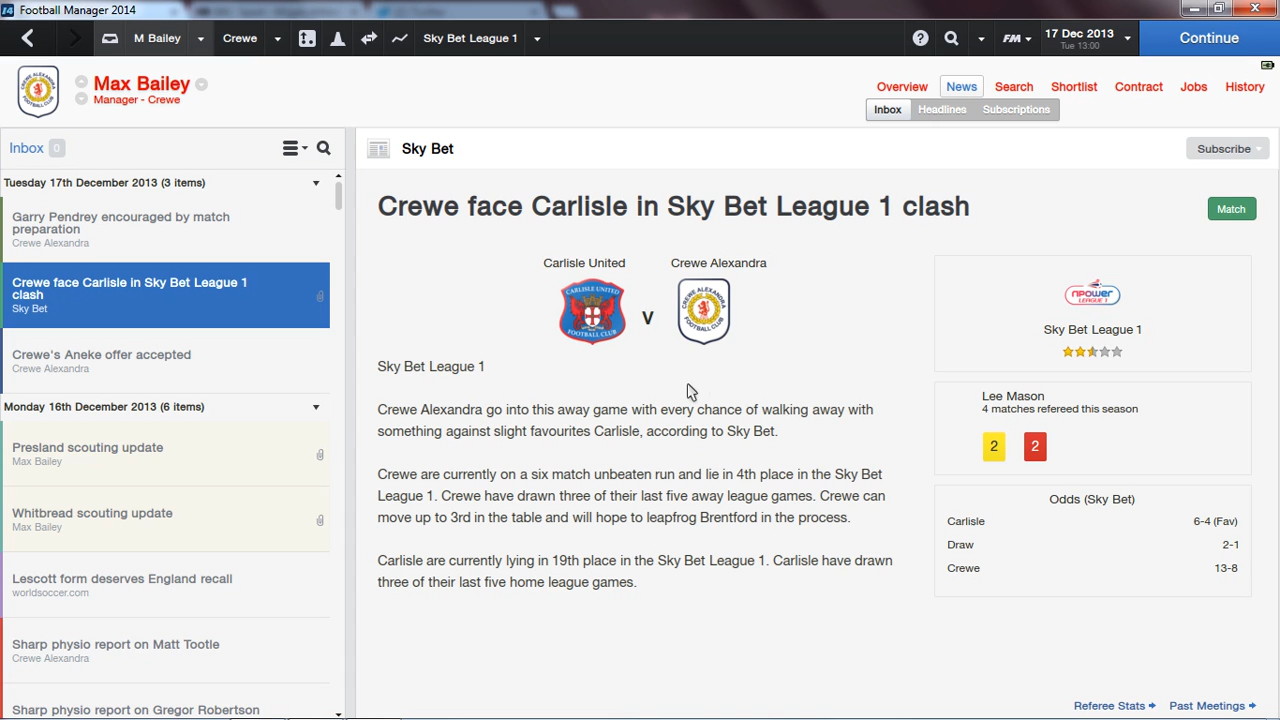 Football Manager 2014
M Bailey
Crewe
Sky Bet League 1
FM
17 Dec 2013
Tue 13:00
Continue
Max Bailey
Manager - Crewe
Overview
News
Search
Shortlist
Contract
Jobs
History
Inbox
Headlines
Subscriptions
Inbox 0
Tuesday 17th December 2013 (3 items)
Garry Pendrey encouraged by match
preparation
Crewe Alexandra
Crewe face Carlisle in Sky Bet League 1
clash
Sky Bet
Crewe's Aneke offer accepted
Crewe Alexandra
Monday 16th December 2013 (6 items)
Presland scouting update
Max Bailey
Whitbread scouting update
Max Bailey
Lescott form deserves England recall
worldsoccer.com
Sharp physio report on Matt Tootle
Crewe Alexandra
Sharp physio report on Gregor Robertson
Sky Bet
Subscribe
Crewe face Carlisle in Sky Bet League 1 clash
Match
Carlisle United
Crewe Alexandra
CARLISLE UNITED
FOOTBALL CLUB
v
CREWE ALEXANDRA
FOOTBALL CLUB
Sky Bet League 1
Crewe Alexandra go into this away game with every chance of walking away with
something against slight favourites Carlisle, according to Sky Bet.
Crewe are currently on a six match unbeaten run and lie in 4th place in the Sky Bet
League 1. Crewe have drawn three of their last five away league games. Crewe can
move up to 3rd in the table and will hope to leapfrog Brentford in the process.
Carlisle are currently lying in 19th place in the Sky Bet League 1. Carlisle have drawn
three of their last five home league games.
npower
LEAGUE 1
Sky Bet League 1
Lee Mason
4 matches refereed this season
2
2
Odds (Sky Bet)
Carlisle 6-4 (Fav)
Draw 2-1
Crewe 13-8
Referee Stats
Past Meetings